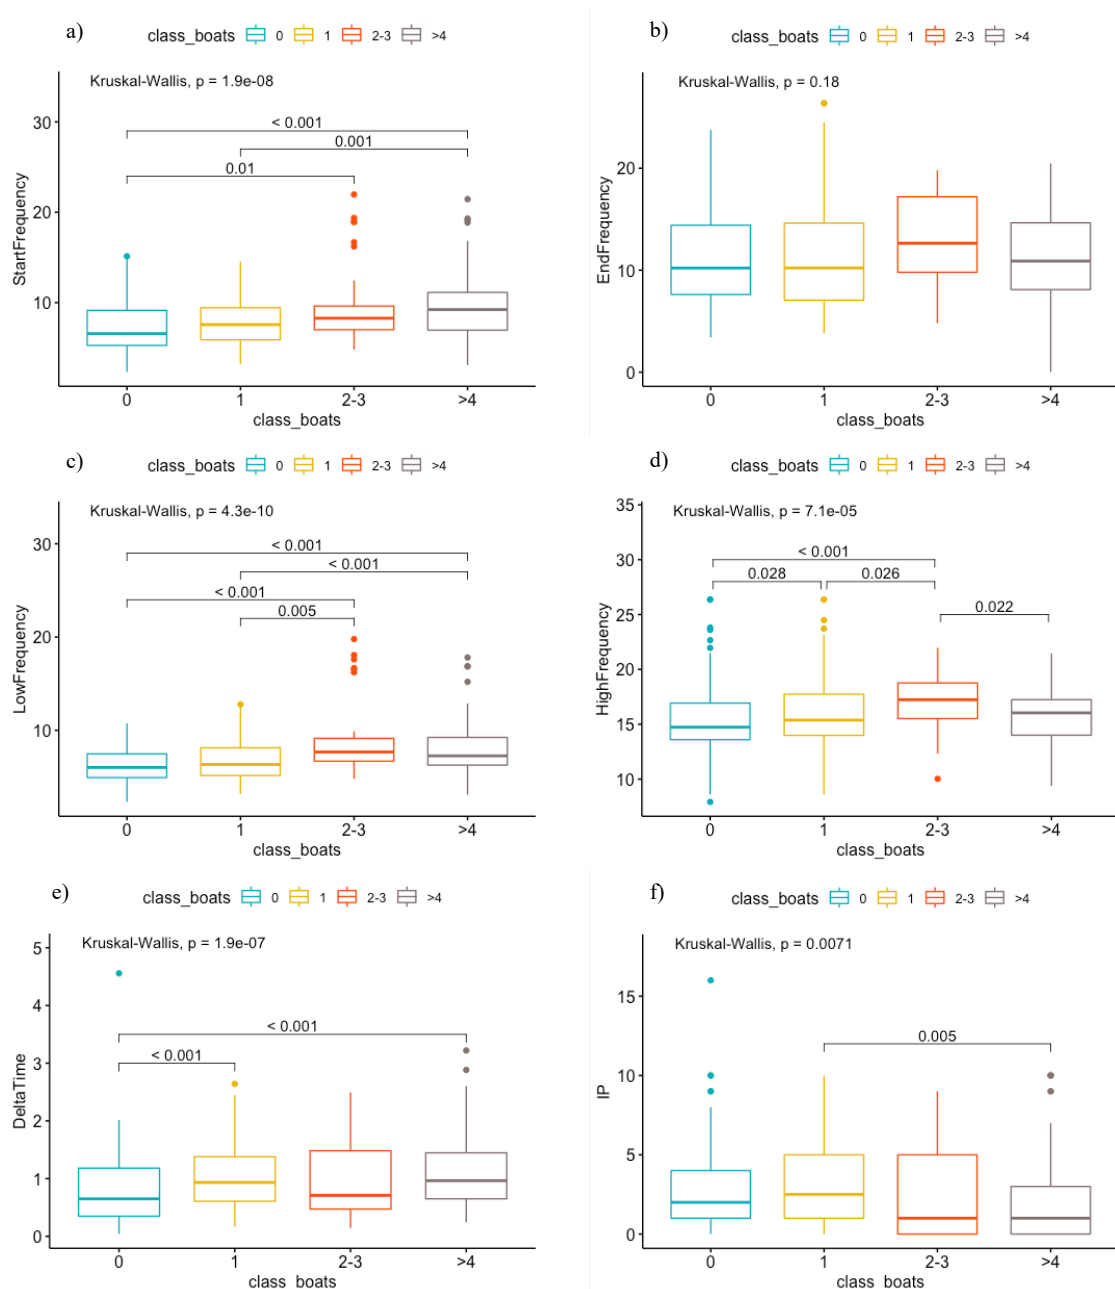 a)
class_boats 0 1 2-3 >4
Kruskal-Wallis, p = 1.9e-08
< 0.001
0.001
0.01
StartFrequency
30
20
10
0 1 2-3 >4
class_boats
b)
class_boats 0 1 2-3 >4
Kruskal-Wallis, p = 0.18
EndFrequency
20
10
0
0 1 2-3 >4
class_boats
c)
class_boats 0 1 2-3 >4
Kruskal-Wallis, p = 4.3e-10
< 0.001
< 0.001
< 0.001
0.005
LowFrequency
30
20
10
0 1 2-3 >4
class_boats
d)
class_boats 0 1 2-3 >4
Kruskal-Wallis, p = 7.1e-05
< 0.001
0.028 0.026
0.022
HighFrequency
35
30
25
20
15
10
0 1 2-3 >4
class_boats
e)
class_boats 0 1 2-3 >4
Kruskal-Wallis, p = 1.9e-07
< 0.001
< 0.001
DeltaTime
5
4
3
2
1
0
0 1 2-3 >4
class_boats
f)
class_boats 0 1 2-3 >4
Kruskal-Wallis, p = 0.0071
0.005
IP
15
10
5
0
0 1 2-3 >4
class_boats